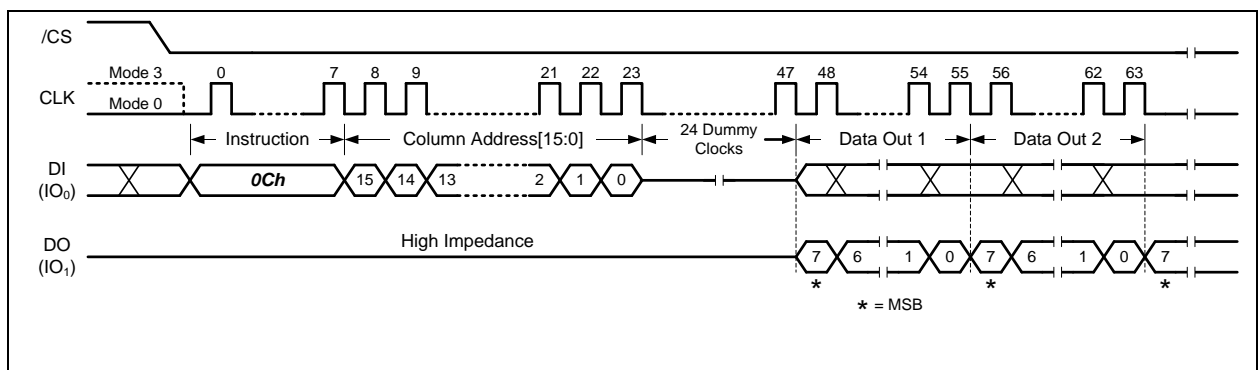 /CS
Mode 3 0 7 8 9 21 22 23 47 48 54 55 56 62 63
CLK
Mode 0
Instruction Column Address[15:0] 24 Dummy Clocks Data Out 1 Data Out 2
DI
(IO0)
0Ch 15 14 13 2 1 0
High Impedance
DO
(IO1)
7 6 1 0 7 6 1 0 7
* * *
* = MSB